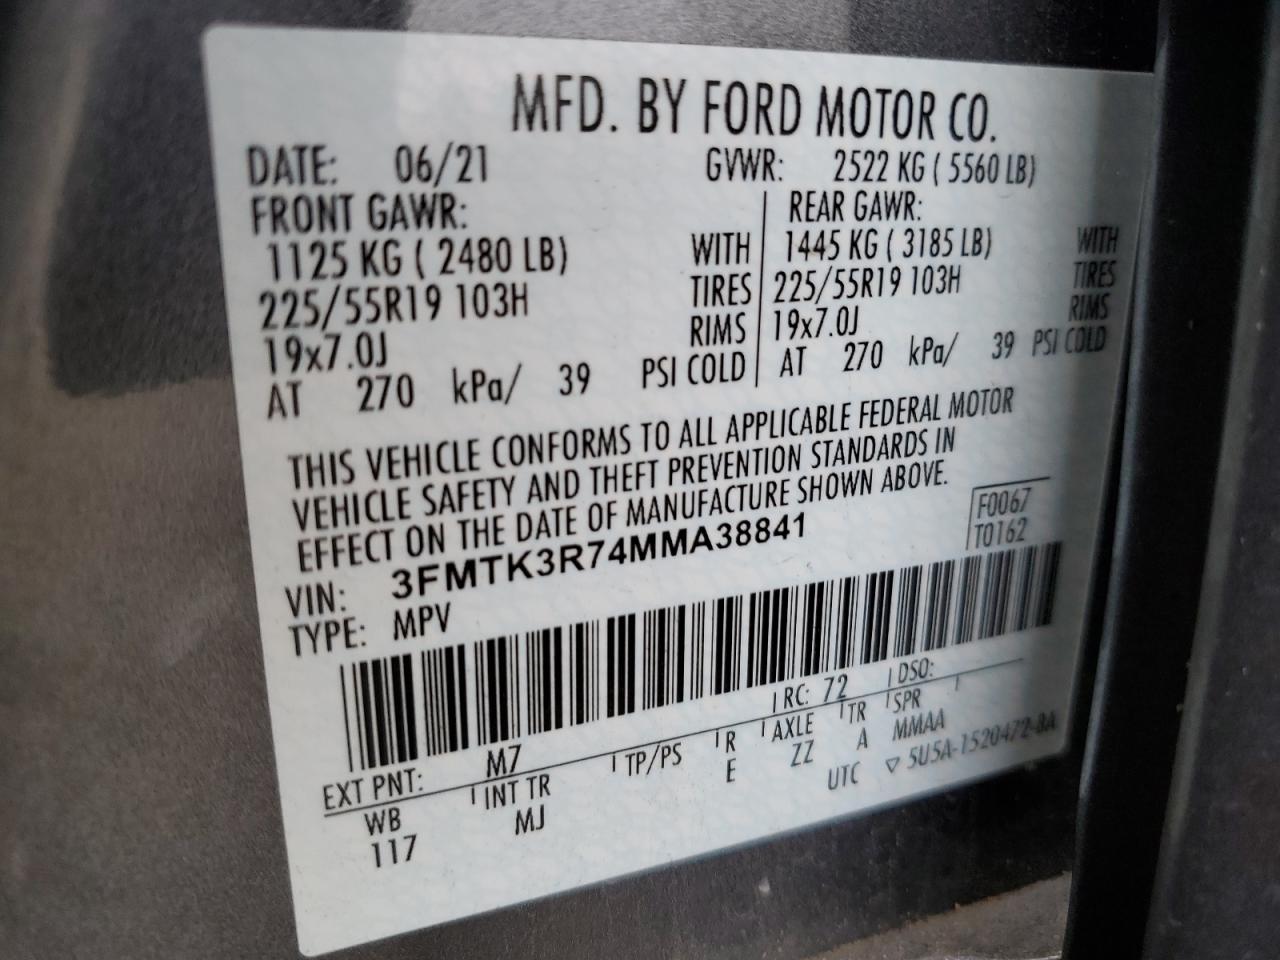 MFD. BY FORD MOTOR CO.
DATE: 06/21 GVWR: 2522 KG ( 5560 LB)
FRONT GAWR: REAR GAWR:
1125 KG ( 2480 LB) WITH 1445 KG ( 3185 LB) WITH
225/55R19 103H TIRES 225/55R19 103H TIRES
19x7.0J RIMS 19x7.0J RIMS
AT 270 kPa/ 39 PSI COLD AT 270 kPa/ 39 PSI COLD
THIS VEHICLE CONFORMS TO ALL APPLICABLE FEDERAL MOTOR
VEHICLE SAFETY AND THEFT PREVENTION STANDARDS IN
EFFECT ON THE DATE OF MANUFACTURE SHOWN ABOVE.
F0067
T0162
VIN: 3FMTK3R74MMA38841
TYPE: MPV
EXT PNT: M7 RC: 72 DSO:
WB INT TR TP/PS R AXLE TR SPR
117 MJ E ZZ A MMAA
UTC ▽ 5U5A-1520472-BA